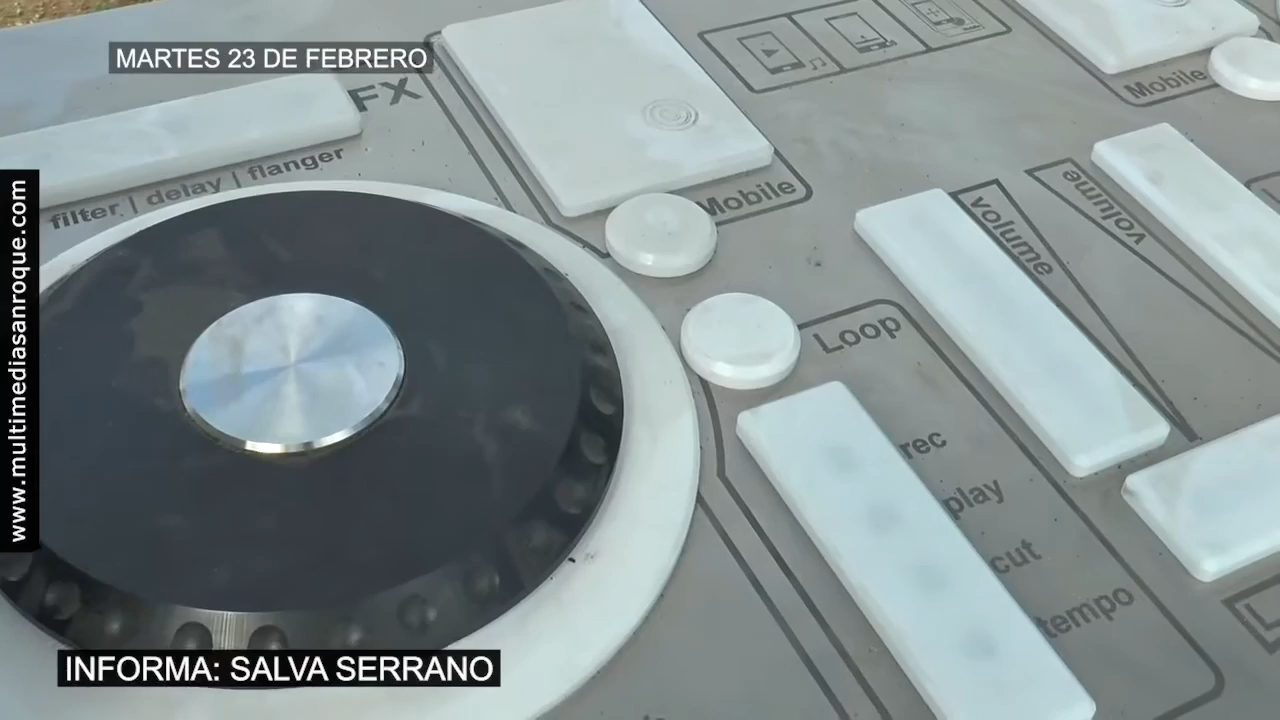 MARTES 23 DE FEBRERO
FX
filter | delay | flanger
Mobile
Mobile
volume
volume
Loop
rec
play
cut
tempo
www.multimediasanroque.com
INFORMA: SALVA SERRANO